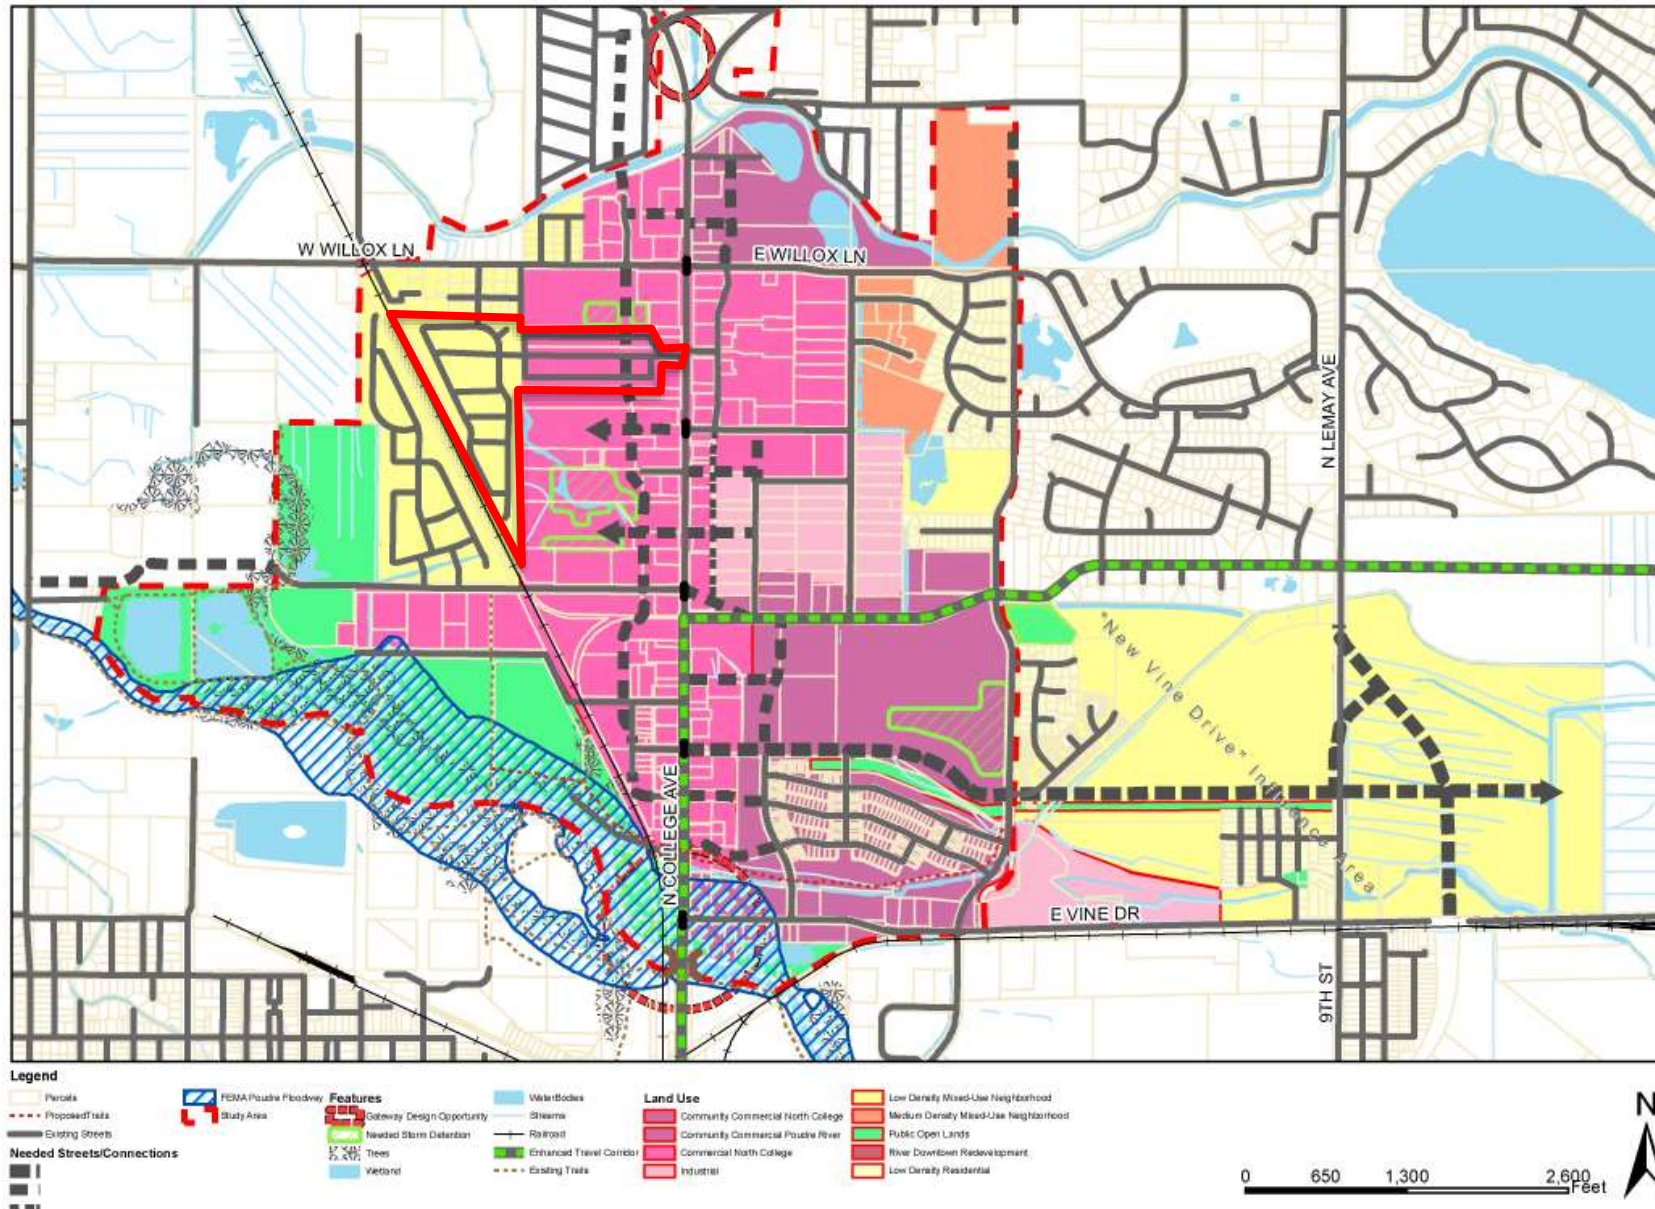 W WILLOX LN
E WILLOX LN
N LEMAY AVE
"New Vine Drive" Influence Area
N COLLEGE AVE
E VINE DR
9TH ST
Legend
Parcels
ProposedTrails
Existing Streets
Needed Streets/Connections
FEMA Poudre Floodway
Study Area
Features
Gateway Design Opportunity
Needed Storm Detention
Trees
Wetland
WaterBodies
Streams
Railroad
Enhanced Travel Corridor
Existing Trails
Land Use
Community Commercial North College
Community Commercial Poudre River
Commercial North College
Industrial
Low Density Mixed-Use Neighborhood
Medium Density Mixed-Use Neighborhood
Public Open Lands
River Downtown Redevelopment
Low Density Residential
0 650 1,300 2,600
Feet
N